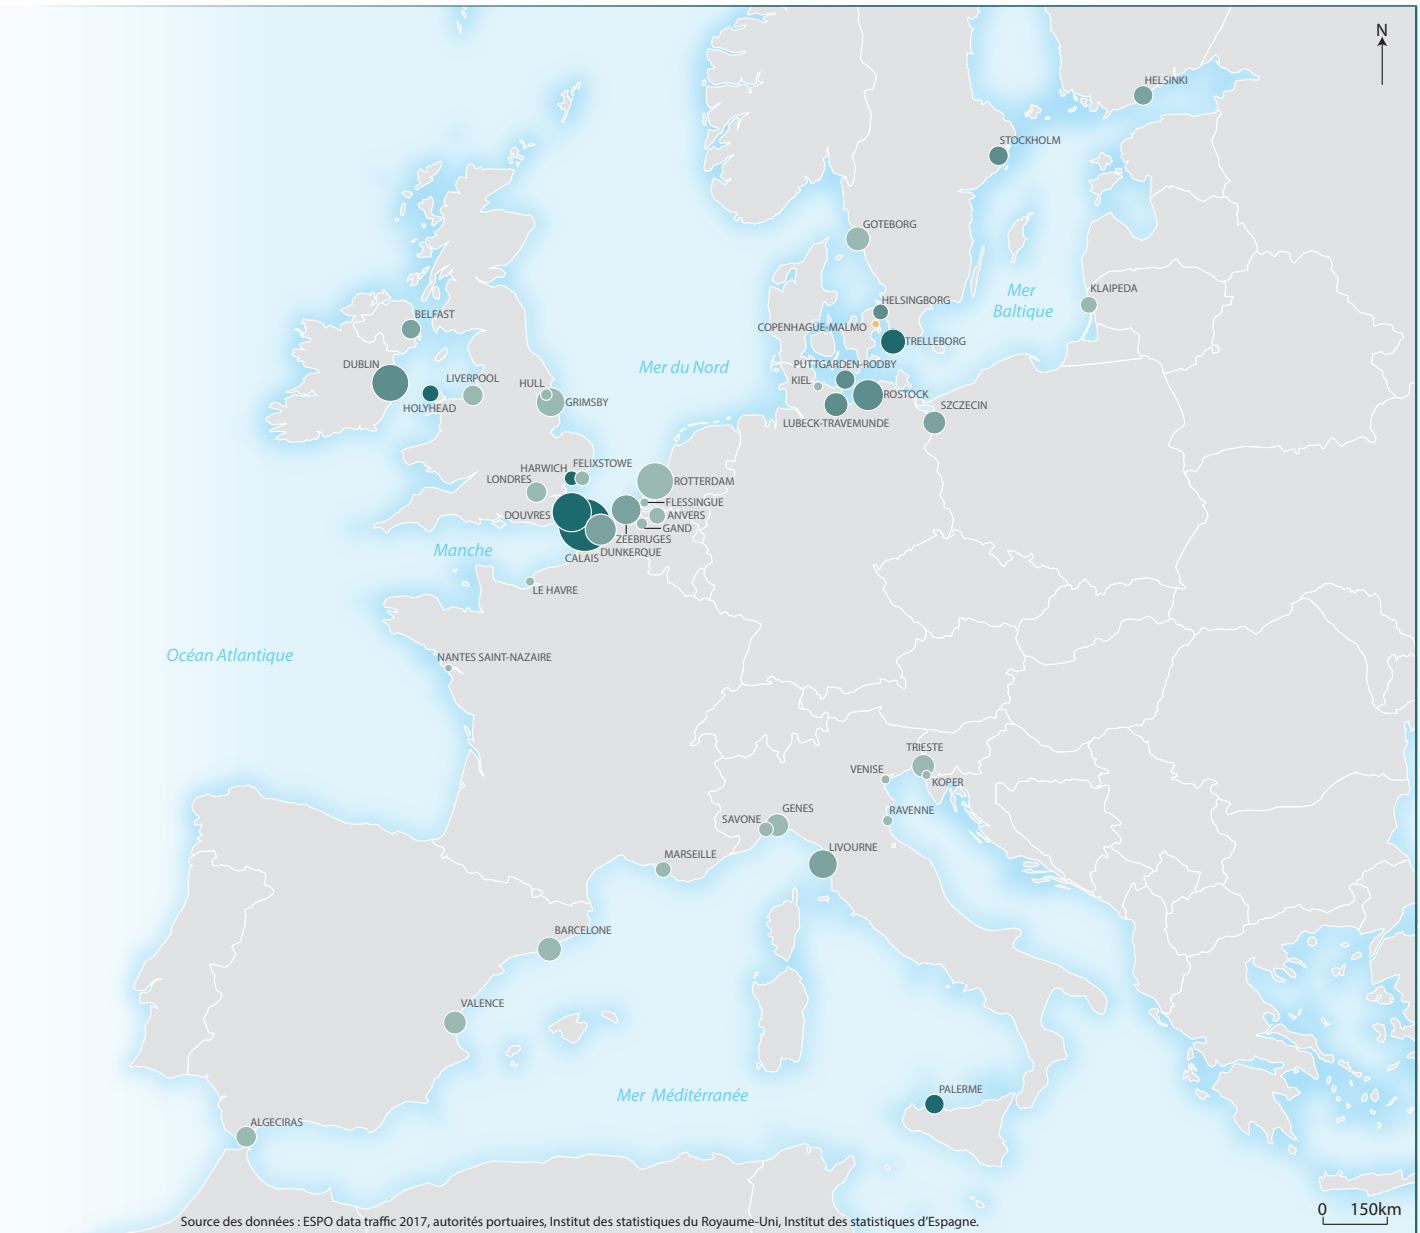 N
HELSINKI
STOCKHOLM
GOTEBORG
KLAIPEDA
Mer
Baltique
HELSINGBORG
COPENHAGUE-MALMO
TRELLEBORG
BELFAST
Mer du Nord
DUBLIN
PUTTGARDEN-RODBY
KIEL
LIVERPOOL
HULL
ROSTOCK
HOLYHEAD
GRIMSBY
SZCZECIN
LUBECK-TRAVEMUNDE
HARWICH
FELIXSTOWE
LONDRES
ROTTERDAM
FLESSINGUE
DOUVRES
ANVERS
GAND
ZEEBRUGES
Manche
DUNKERQUE
CALAIS
LE HAVRE
Océan Atlantique
NANTES SAINT-NAZAIRE
TRIESTE
VENISE
KOPER
GENES
RAVENNE
SAVONE
LIVOURNE
MARSEILLE
BARCELONE
VALENCE
PALERME
Mer Méditérranée
ALGECIRAS
0 150km
Source des données : ESPO data traffic 2017, autorités portuaires, Institut des statistiques du Royaume-Uni, Institut des statistiques d'Espagne.